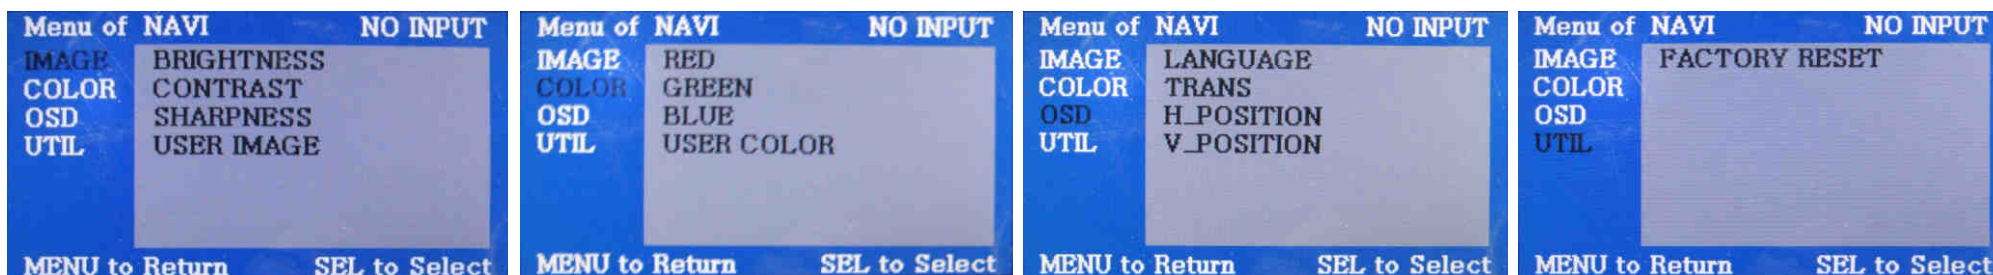 Menu of NAVI NO INPUT
IMAGE BRIGHTNESS
COLOR CONTRAST
OSD SHARPNESS
UTIL USER IMAGE
MENU to Return SEL to Select
Menu of NAVI NO INPUT
IMAGE RED
COLOR GREEN
OSD BLUE
UTIL USER COLOR
MENU to Return SEL to Select
Menu of NAVI NO INPUT
IMAGE LANGUAGE
COLOR TRANS
OSD H_POSITION
UTIL V_POSITION
MENU to Return SEL to Select
Menu of NAVI NO INPUT
IMAGE FACTORY RESET
COLOR
OSD
UTIL
MENU to Return SEL to Select